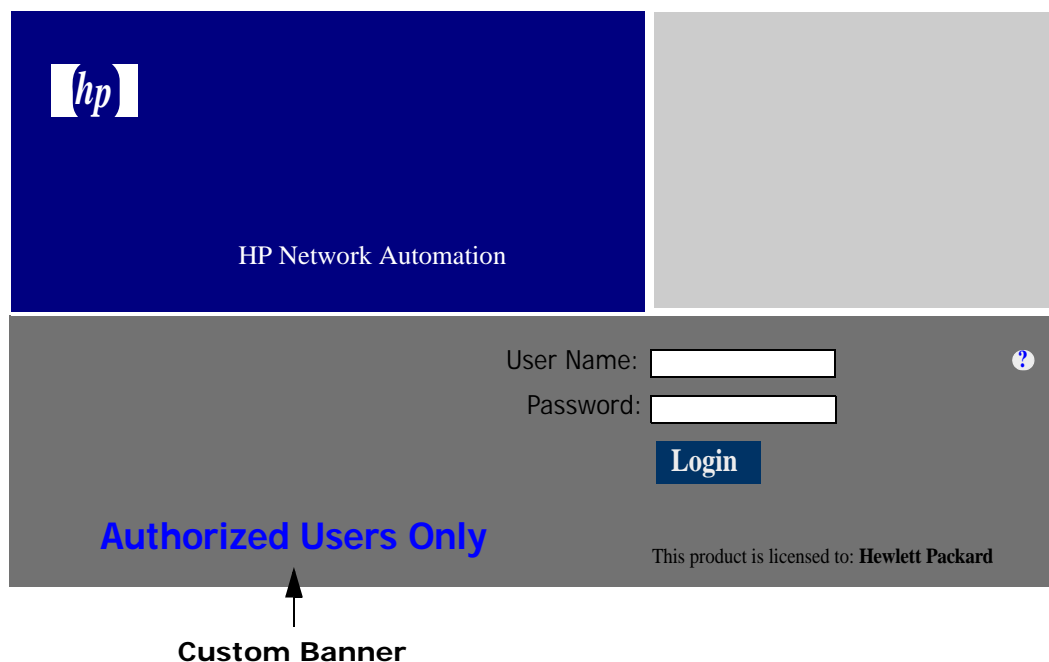 hp
HP Network Automation
User Name:
?
Password:
Login
Authorized Users Only
This product is licensed to: Hewlett Packard
Custom Banner